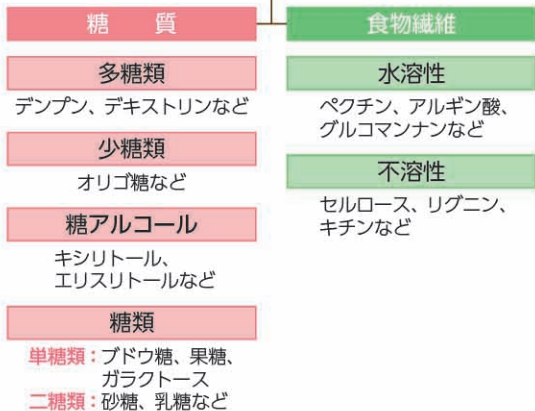 糖　質
多糖類
デンプン、デキストリンなど
少糖類
オリゴ糖など
糖アルコール
キシリトール、
エリスリトールなど
糖類
単糖類：ブドウ糖、果糖、
ガラクトース
二糖類：砂糖、乳糖など
食物繊維
水溶性
ペクチン、アルギン酸、
グルコマンナンなど
不溶性
セルロース、リグニン、
キチンなど